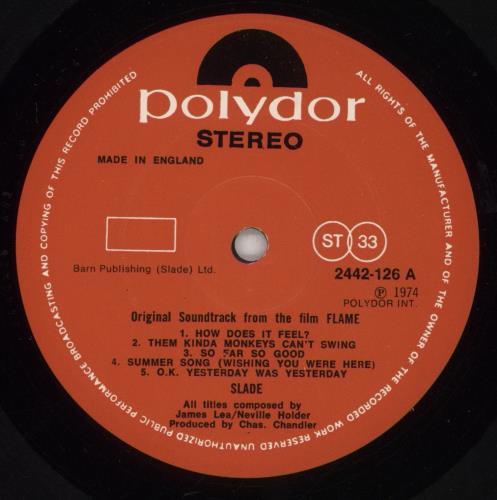 polydor
STEREO
MADE IN ENGLAND
ST 33
Barn Publishing (Slade) Ltd.
2442-126 A
℗ 1974
POLYDOR INT.
Original Soundtrack from the film FLAME
1. HOW DOES IT FEEL?
2. THEM KINDA MONKEYS CAN'T SWING
3. SO FAR SO GOOD
4. SUMMER SONG (WISHING YOU WERE HERE)
5. O.K. YESTERDAY WAS YESTERDAY
SLADE
All titles composed by
James Lea/Neville Holder
Produced by Chas. Chandler
ALL RIGHTS OF THE MANUFACTURER AND OF THE OWNER OF THE RECORDED WORK RESERVED UNAUTHORIZED PUBLIC PERFORMANCE BROADCASTING AND COPYING OF THIS RECORD PROHIBITED